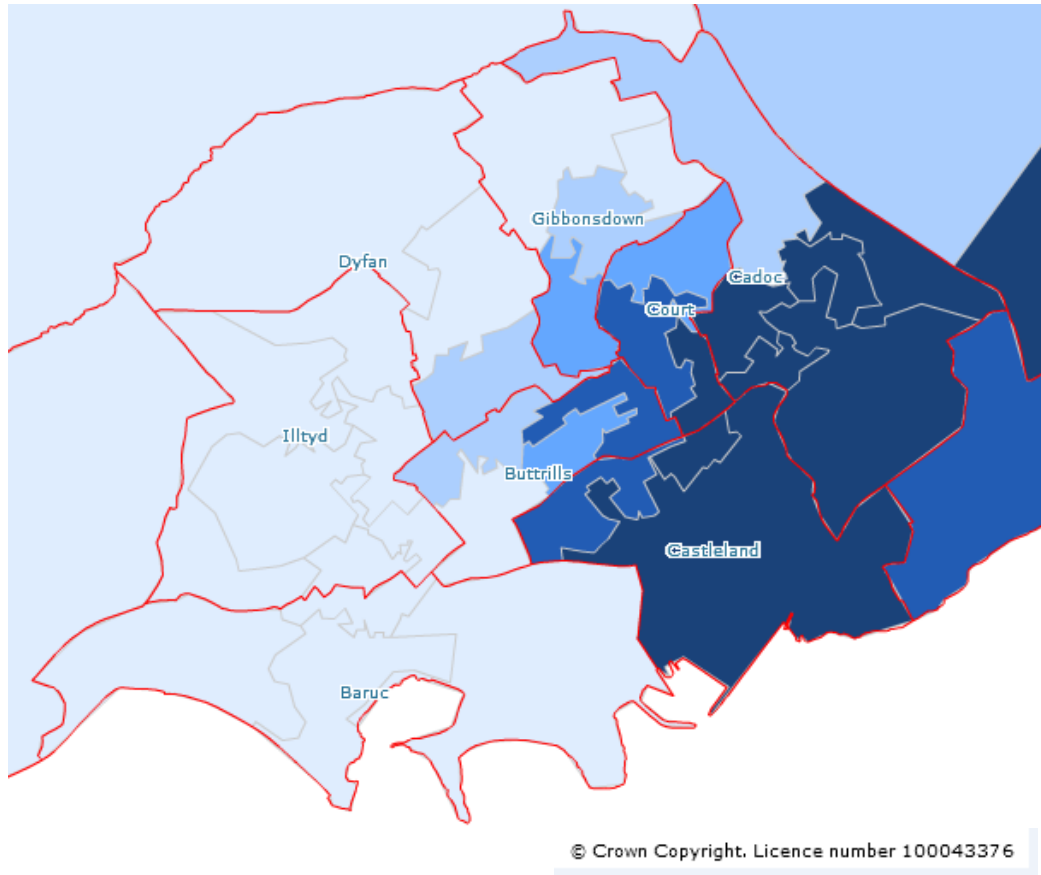 Gibbonsdown
Dyfan
Cadoc
Court
Illtyd
Buttrills
Castleland
Baruc
© Crown Copyright. Licence number 100043376